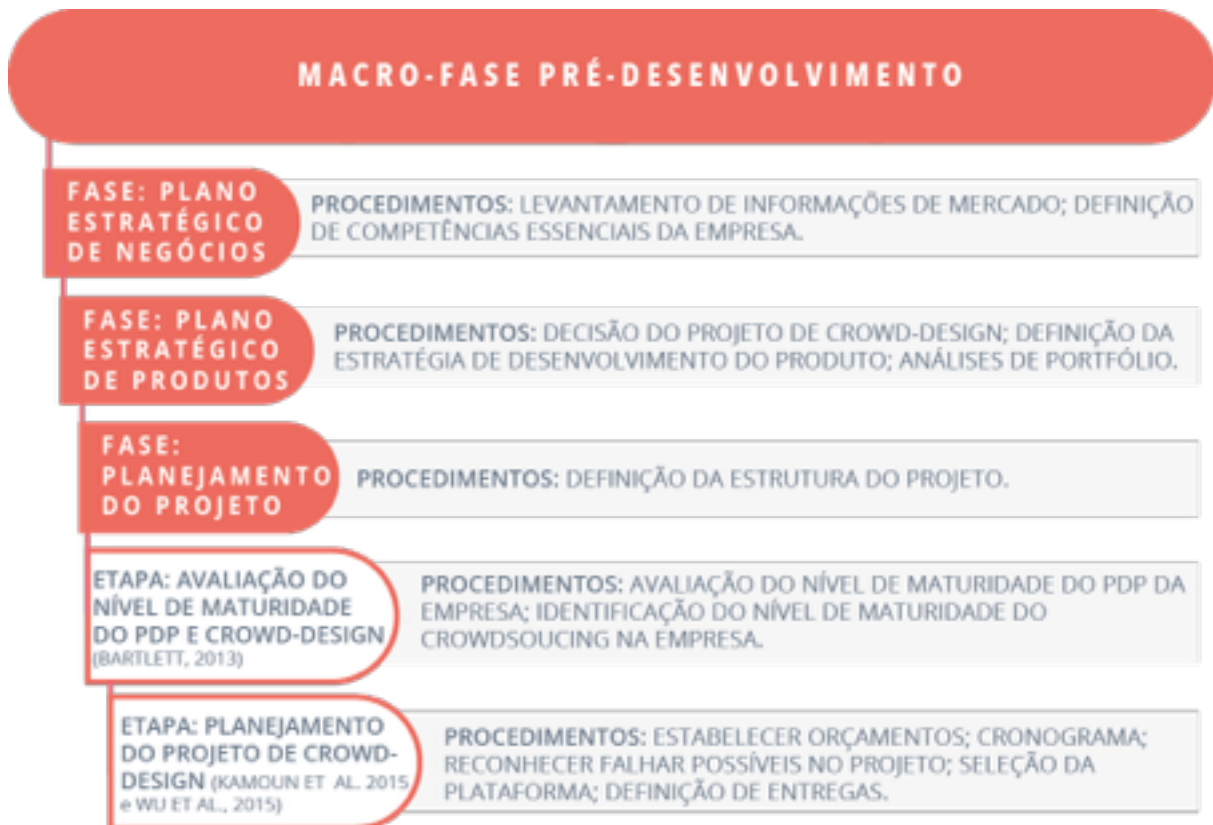 MACRO-FASE PRÉ-DESENVOLVIMENTO
FASE: PLANO
ESTRATÉGICO
DE NEGÓCIOS
PROCEDIMENTOS: LEVANTAMENTO DE INFORMAÇÕES DE MERCADO; DEFINIÇÃO
DE COMPETÊNCIAS ESSENCIAIS DA EMPRESA.
FASE: PLANO
ESTRATÉGICO
DE PRODUTOS
PROCEDIMENTOS: DECISÃO DO PROJETO DE CROWD-DESIGN; DEFINIÇÃO DA
ESTRATÉGIA DE DESENVOLVIMENTO DO PRODUTO; ANÁLISES DE PORTFÓLIO.
FASE:
PLANEJAMENTO
DO PROJETO
PROCEDIMENTOS: DEFINIÇÃO DA ESTRUTURA DO PROJETO.
ETAPA: AVALIAÇÃO DO
NÍVEL DE MATURIDADE
DO PDP E CROWD-DESIGN
(BARTLETT, 2013)
PROCEDIMENTOS: AVALIAÇÃO DO NÍVEL DE MATURIDADE DO PDP DA
EMPRESA; IDENTIFICAÇÃO DO NÍVEL DE MATURIDADE DO
CROWDSOUCING NA EMPRESA.
ETAPA: PLANEJAMENTO
DO PROJETO DE CROWD-
DESIGN (KAMOUN ET AL. 2015
e WU ET AL., 2015)
PROCEDIMENTOS: ESTABELECER ORÇAMENTOS; CRONOGRAMA;
RECONHECER FALHAR POSSÍVEIS NO PROJETO; SELEÇÃO DA
PLATAFORMA; DEFINIÇÃO DE ENTREGAS.